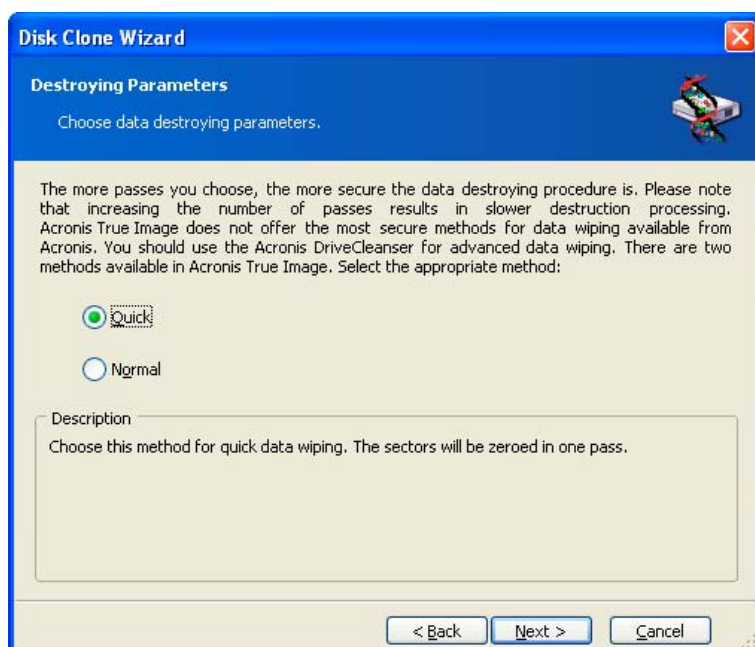 Disk Clone Wizard
Destroying Parameters
Choose data destroying parameters.
The more passes you choose, the more secure the data destroying procedure is. Please note
that increasing the number of passes results in slower destruction processing.
Acronis True Image does not offer the most secure methods for data wiping available from
Acronis. You should use the Acronis DriveCleanser for advanced data wiping. There are two
methods available in Acronis True Image. Select the appropriate method:
Quick
Normal
Description
Choose this method for quick data wiping. The sectors will be zeroed in one pass.
< Back Next > Cancel